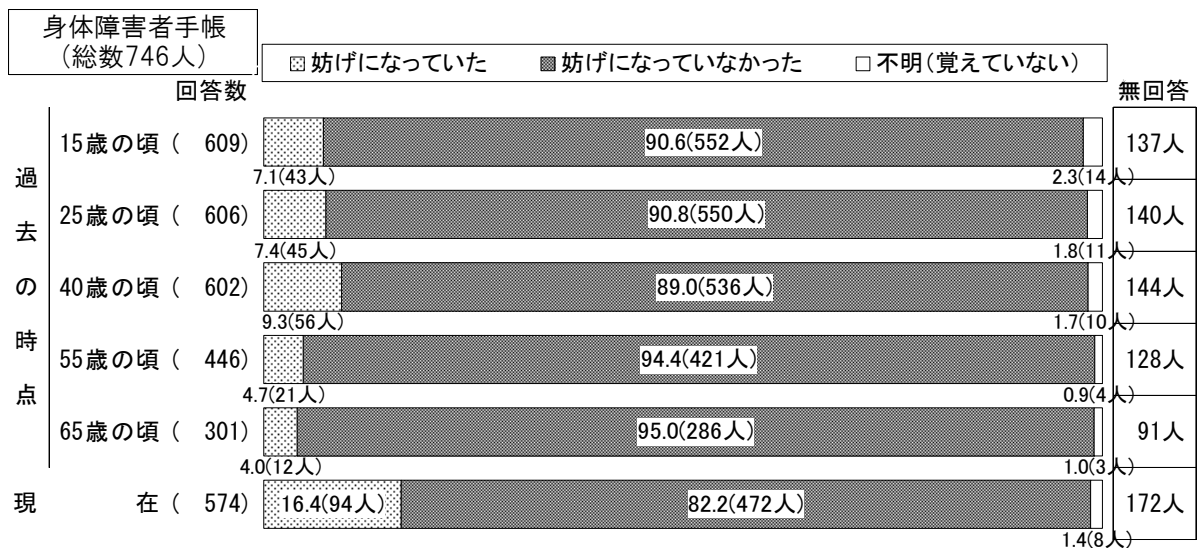 身体障害者手帳
(総数746人)
妨げになっていた 妨げになっていなかった 不明(覚えていない)
回答数 無回答
過去の時点
15歳の頃 ( 609) 90.6(552人) 137人
7.1(43人) 2.3(14人)
25歳の頃 ( 606) 90.8(550人) 140人
7.4(45人) 1.8(11人)
40歳の頃 ( 602) 89.0(536人) 144人
9.3(56人) 1.7(10人)
55歳の頃 ( 446) 94.4(421人) 128人
4.7(21人) 0.9(4人)
65歳の頃 ( 301) 95.0(286人) 91人
4.0(12人) 1.0(3人)
現 在 ( 574) 16.4(94人) 82.2(472人) 172人
1.4(8人)